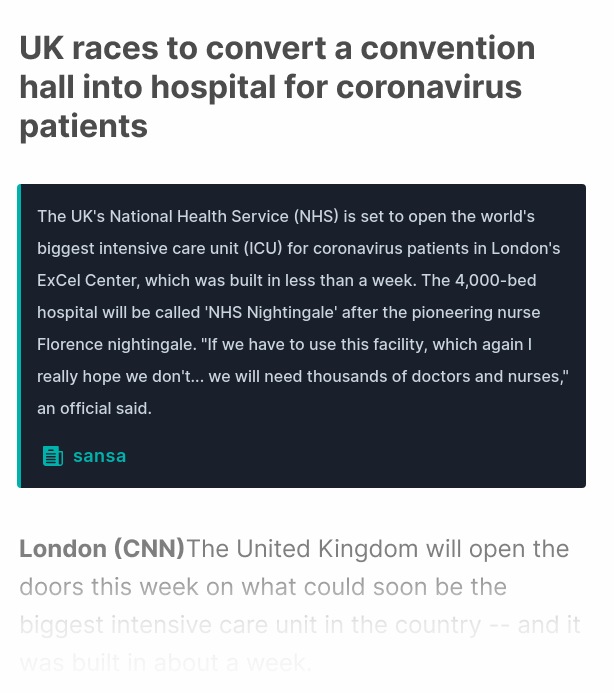 UK races to convert a convention
hall into hospital for coronavirus
patients
The UK's National Health Service (NHS) is set to open the world's
biggest intensive care unit (ICU) for coronavirus patients in London's
ExCel Center, which was built in less than a week. The 4,000-bed
hospital will be called 'NHS Nightingale' after the pioneering nurse
Florence nightingale. "If we have to use this facility, which again I
really hope we don't... we will need thousands of doctors and nurses,"
an official said.
sansa
London (CNN)The United Kingdom will open the
doors this week on what could soon be the
biggest intensive care unit in the country -- and it
was built in about a week.